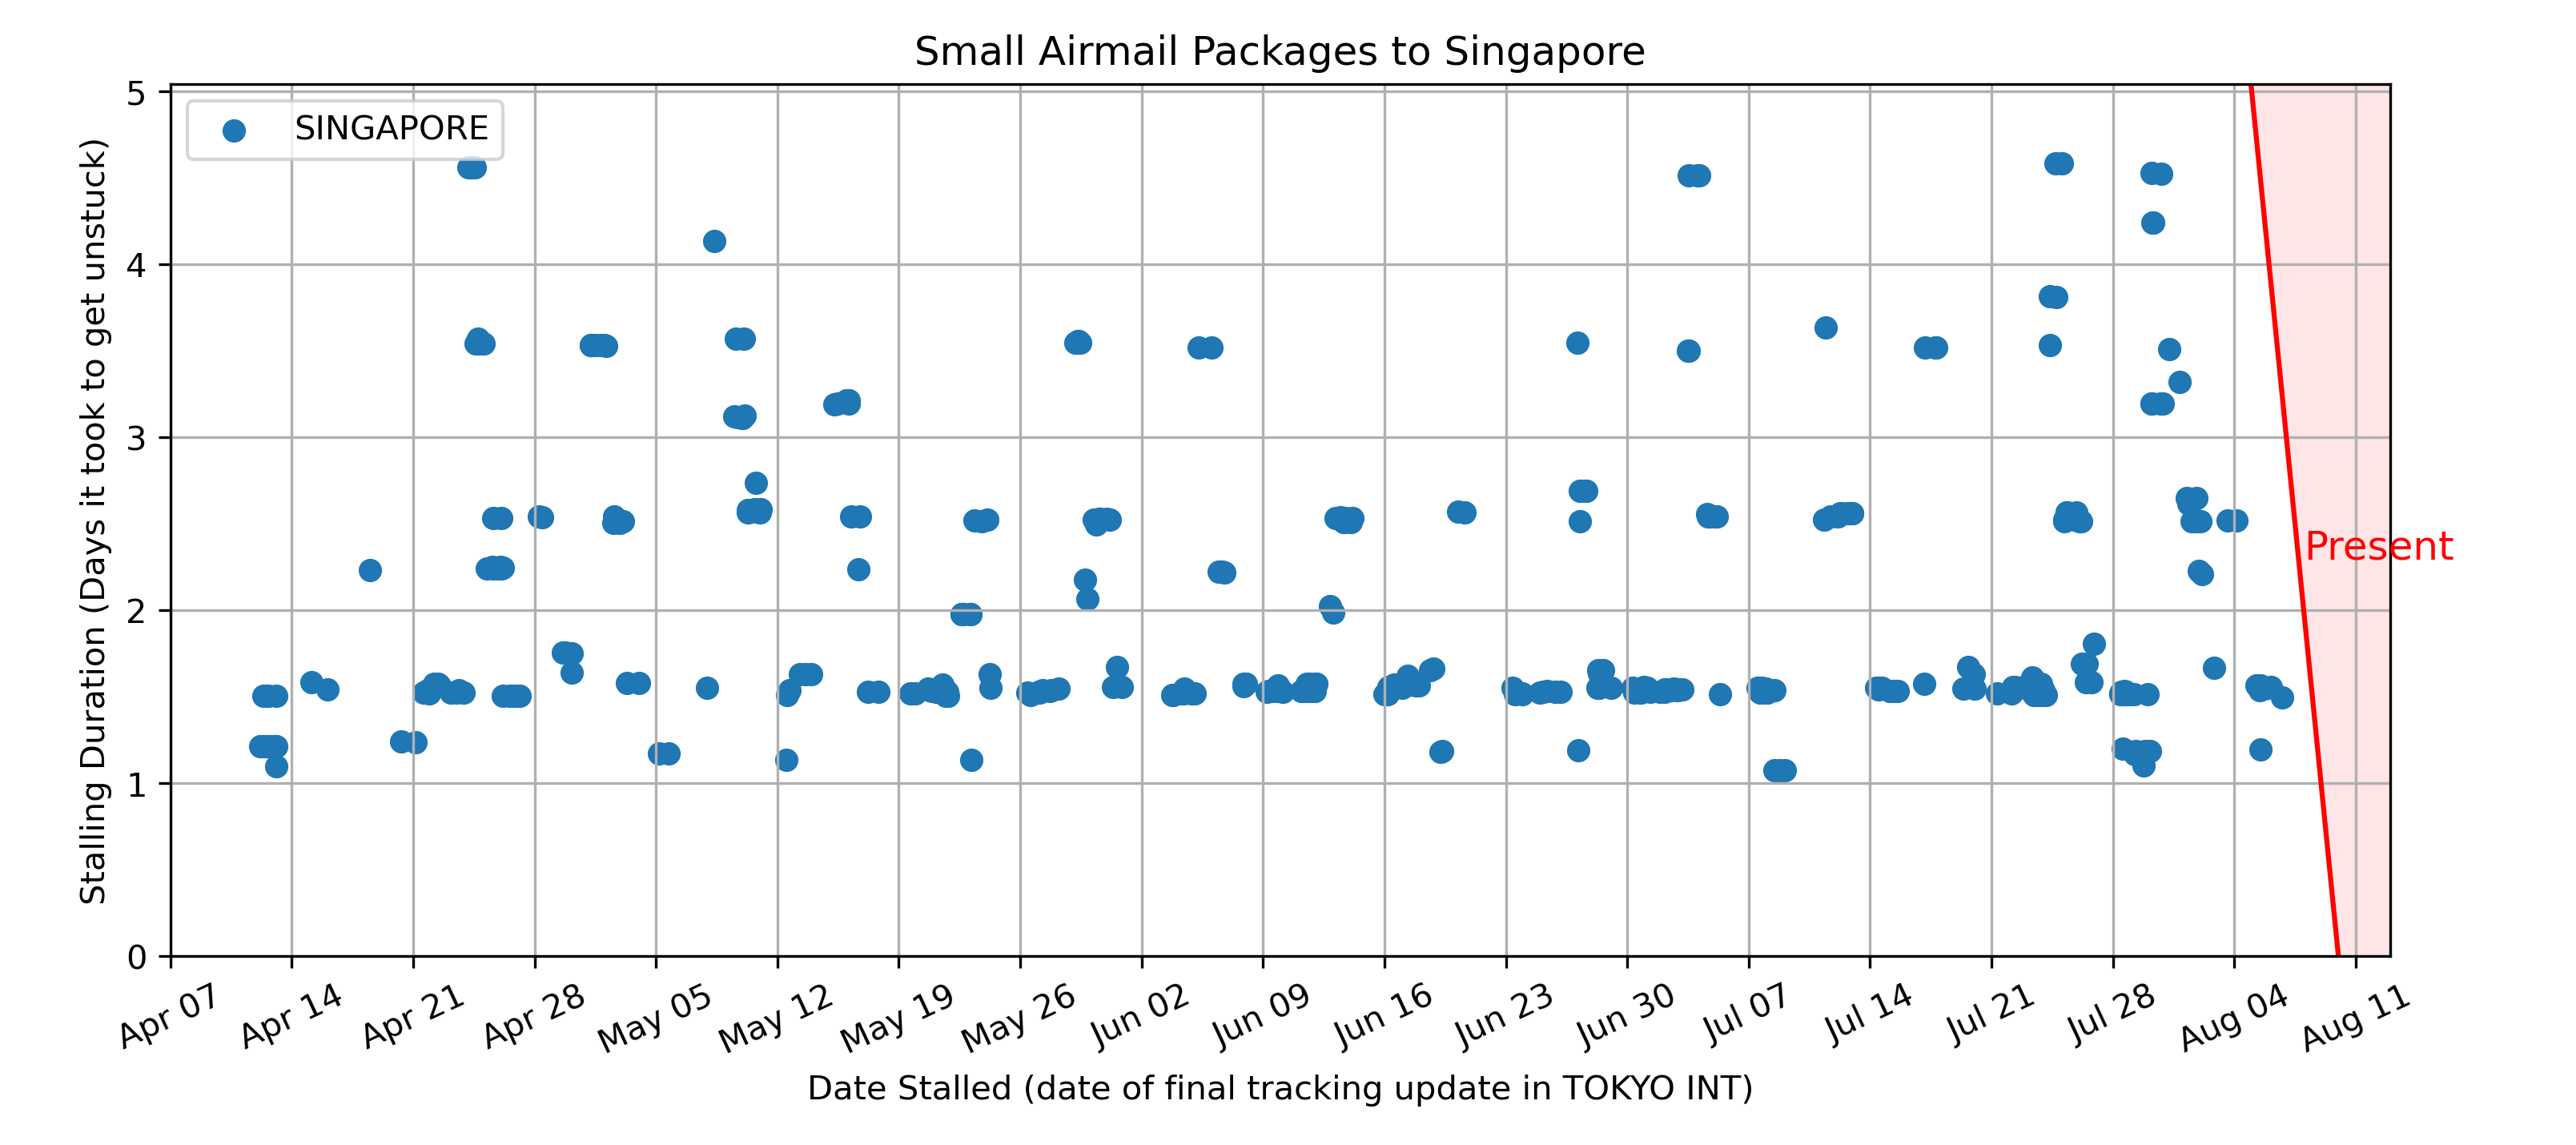 Small Airmail Packages to Singapore
SINGAPORE
5
4
3
2
1
0
Stalling Duration (Days it took to get unstuck)
Present
Apr 07
Apr 14
Apr 21
Apr 28
May 05
May 12
May 19
May 26
Jun 02
Jun 09
Jun 16
Jun 23
Jun 30
Jul 07
Jul 14
Jul 21
Jul 28
Aug 04
Aug 11
Date Stalled (date of final tracking update in TOKYO INT)